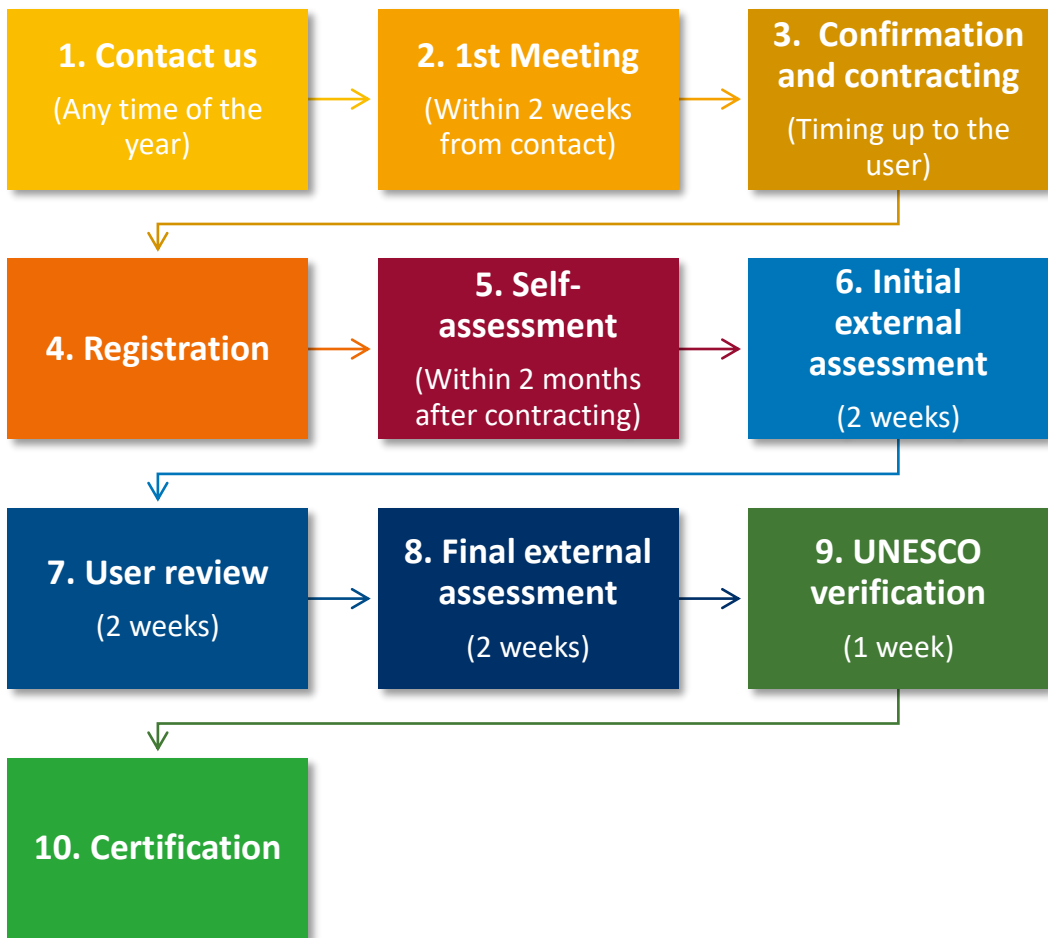 1. Contact us
(Any time of the
year)
2. 1st Meeting
(Within 2 weeks
from contact)
3. Confirmation
and contracting
(Timing up to the
user)
4. Registration
5. Self-
assessment
(Within 2 months
after contracting)
6. Initial
external
assessment
(2 weeks)
7. User review
(2 weeks)
8. Final external
assessment
(2 weeks)
9. UNESCO
verification
(1 week)
10. Certification